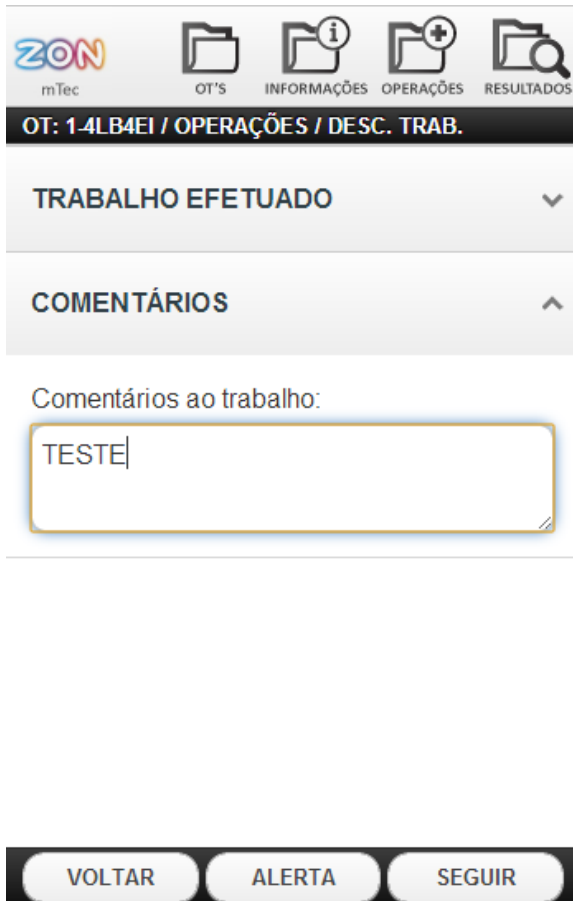 ZON
mTec
OT'S
INFORMAÇÕES
OPERAÇÕES
RESULTADOS
OT: 1-4LB4EI / OPERAÇÕES / DESC. TRAB.
TRABALHO EFETUADO
COMENTÁRIOS
Comentários ao trabalho:
TESTE
VOLTAR
ALERTA
SEGUIR